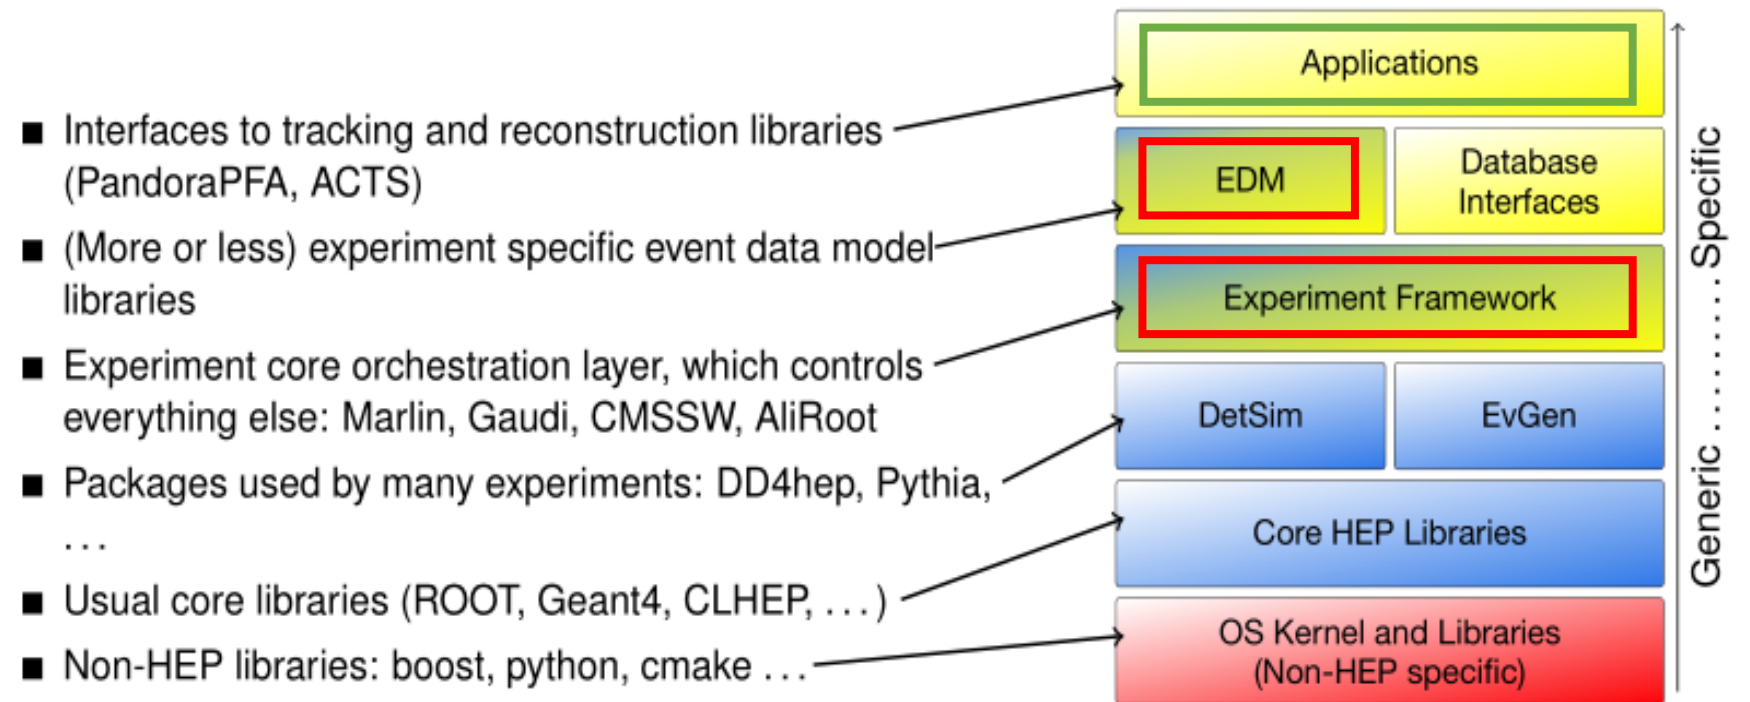 ■ Interfaces to tracking and reconstruction libraries
(PandoraPFA, ACTS)
■ (More or less) experiment specific event data model
libraries
■ Experiment core orchestration layer, which controls
everything else: Marlin, Gaudi, CMSSW, AliRoot
■ Packages used by many experiments: DD4hep, Pythia,
...
■ Usual core libraries (ROOT, Geant4, CLHEP, ...)
■ Non-HEP libraries: boost, python, cmake ...
Applications
EDM
Database
Interfaces
Experiment Framework
DetSim
EvGen
Core HEP Libraries
OS Kernel and Libraries
(Non-HEP specific)
Generic ............ Specific